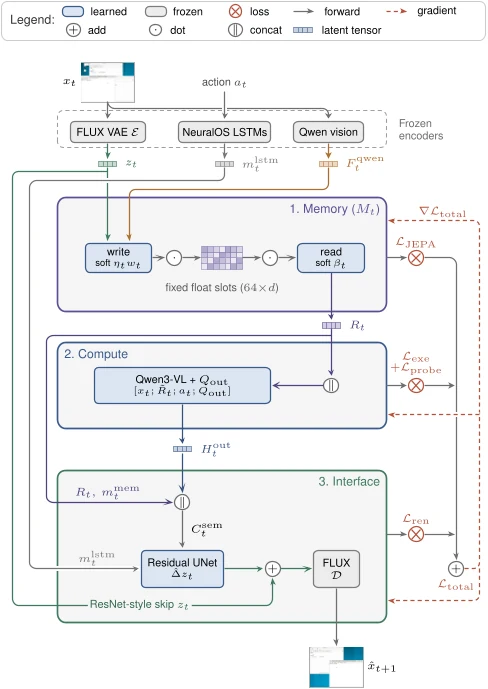 Legend:
learned
frozen
loss
forward
gradient
add
dot
concat
latent tensor
x_t
action a_t
FLUX VAE ℰ
NeuralOS LSTMs
Qwen vision
Frozen
encoders
z_t
m_t^lstm
F_t^qwen
∇ℒ_total
1. Memory (M_t)
ℒ_JEPA
write
soft η_t w_t
read
soft β_t
fixed float slots (64×d)
R_t
2. Compute
ℒ_exe
+ℒ_probe
Qwen3-VL + Q_out
[x_t; R̄_t; a_t; Q_out]
H_t^out
3. Interface
R_t, m_t^mem
C_t^sem
ℒ_ren
m_t^lstm
Residual UNet
Δ̂z_t
FLUX
𝒟
ℒ_total
ResNet-style skip z_t
x̂_{t+1}